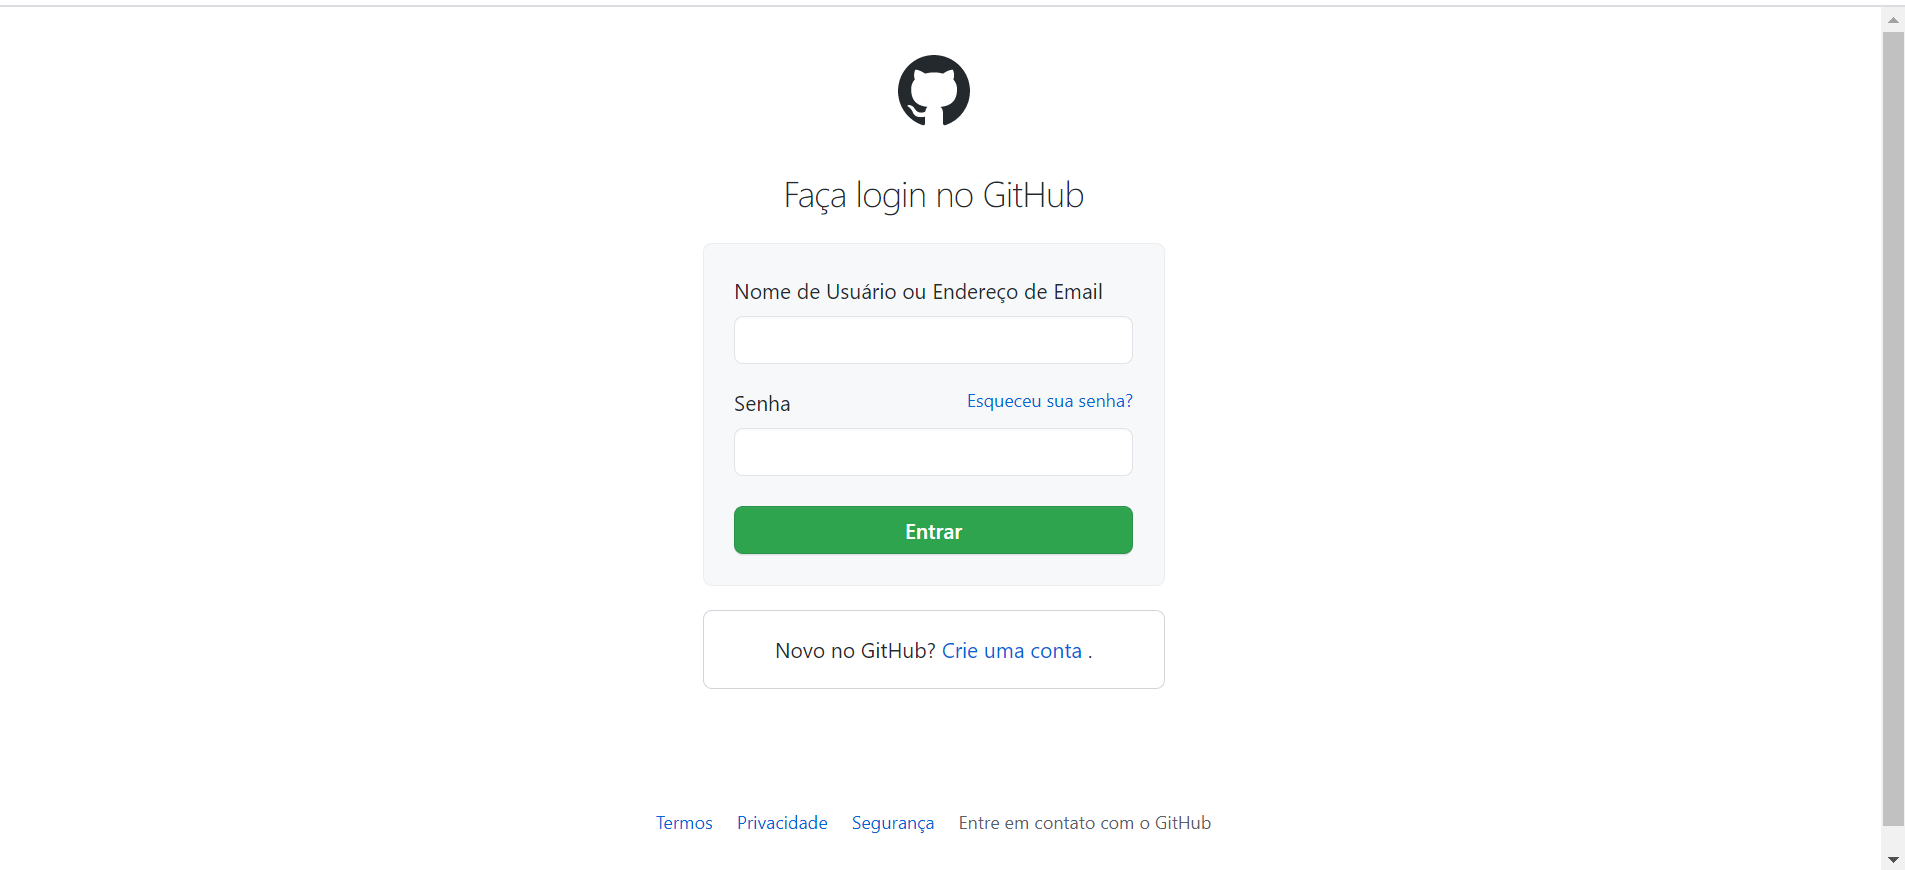 Faça login no GitHub
Nome de Usuário ou Endereço de Email
Senha Esqueceu sua senha?
Entrar
Novo no GitHub? Crie uma conta .
Termos Privacidade Segurança Entre em contato com o GitHub